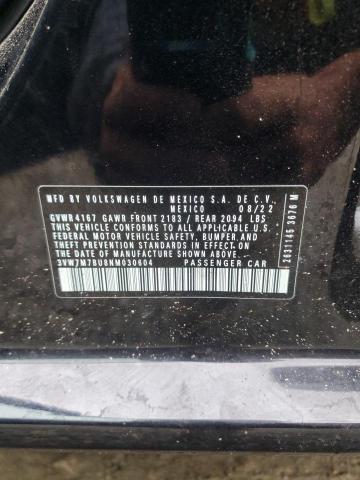 MFD BY VOLKSWAGEN DE MEXICO S.A. DE C.V.,
MEXICO 08/22
GVWR 4167 GAWR FRONT 2183 / REAR 2094 LBS
THIS VEHICLE CONFORMS TO ALL APPLICABLE U.S.
FEDERAL MOTOR VEHICLE SAFETY, BUMPER, AND
THEFT PREVENTION STANDARDS IN EFFECT ON
THE DATE OF MANUFACTURE SHOWN ABOVE.
3VW7M7BU8NM030604 PASSENGER CAR
2631145 3676 M